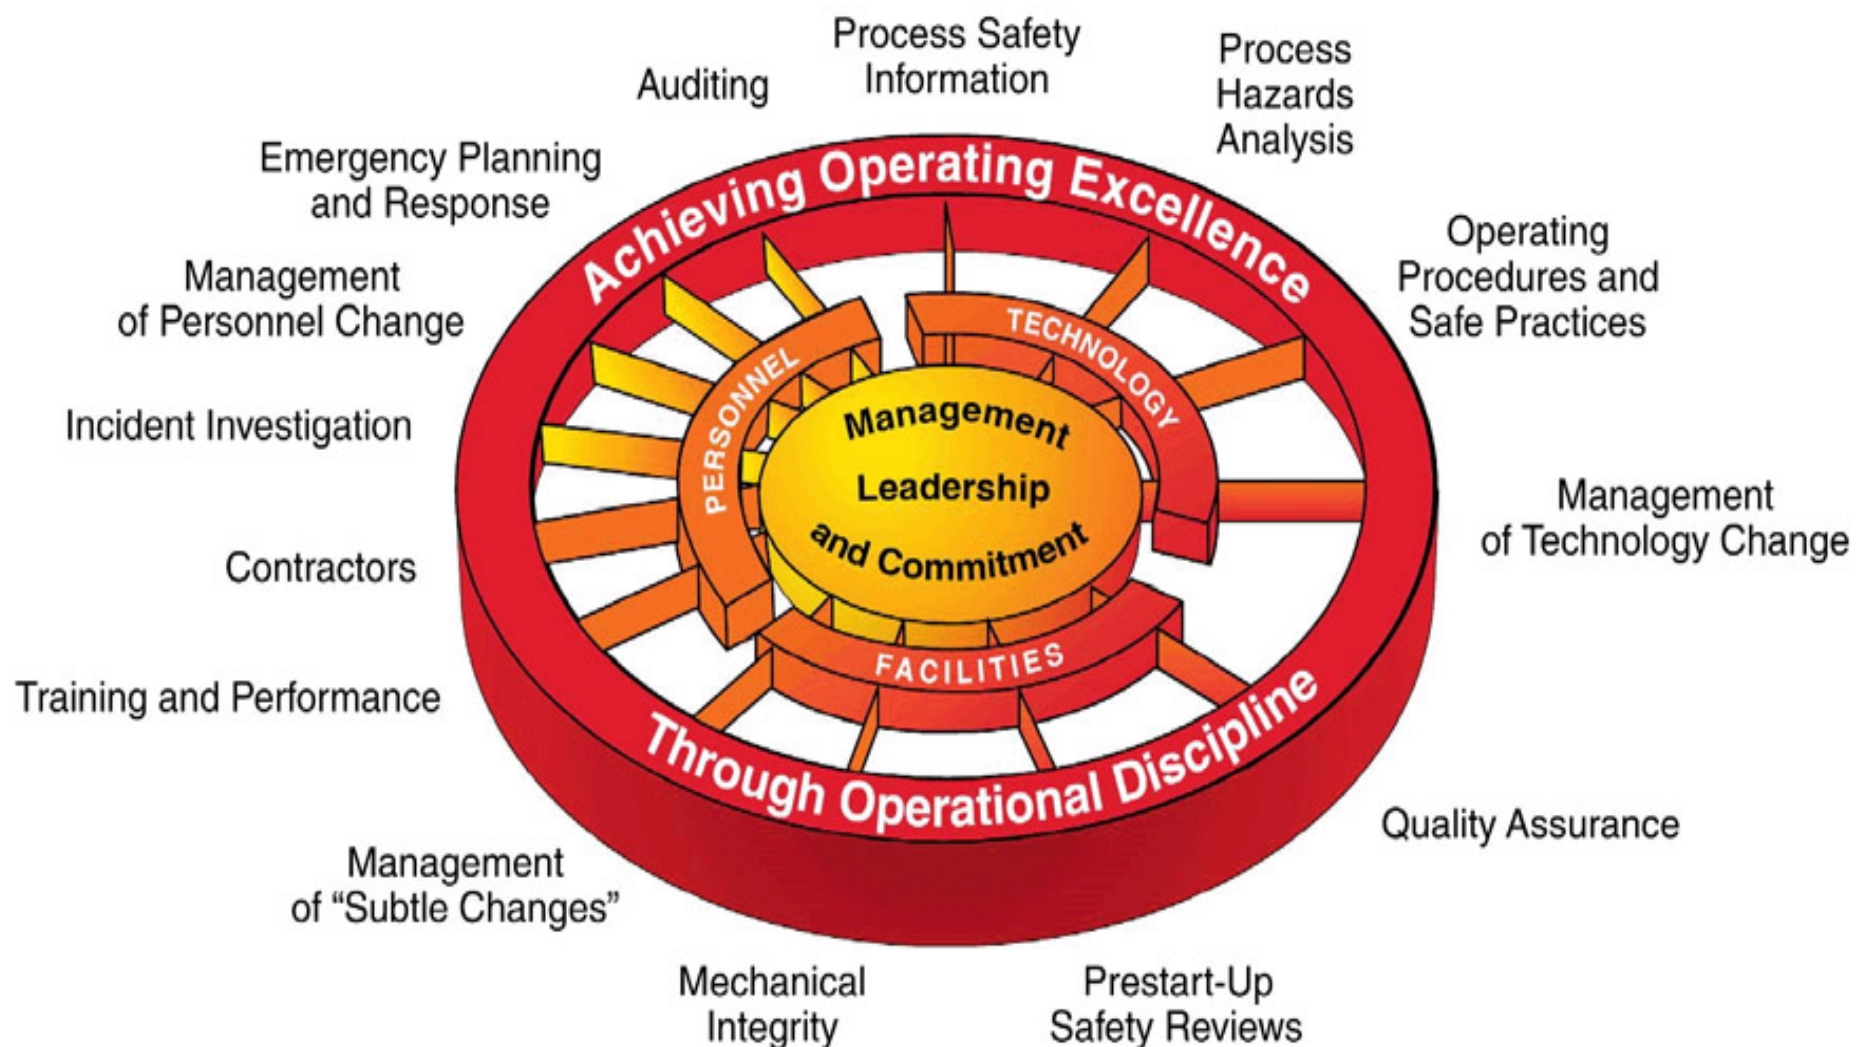 Process Safety
Information
Process
Hazards
Analysis
Operating
Procedures and
Safe Practices
Management
of Technology Change
Quality Assurance
Prestart-Up
Safety Reviews
Mechanical
Integrity
Management
of “Subtle Changes”
Training and Performance
Contractors
Incident Investigation
Management
of Personnel Change
Emergency Planning
and Response
Auditing
Achieving Operating Excellence
Through Operational Discipline
PERSONNEL
TECHNOLOGY
FACILITIES
Management
Leadership
and Commitment